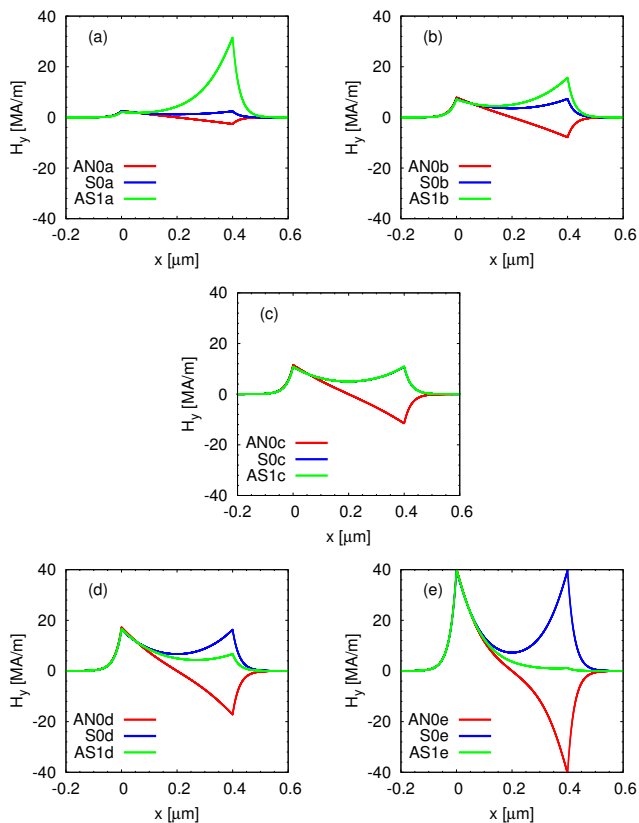 (a)
40
20
0
-20
-40
H_y [MA/m]
AN0a
S0a
AS1a
-0.2 0 0.2 0.4 0.6
x [μm]
(b)
40
20
0
-20
-40
H_y [MA/m]
AN0b
S0b
AS1b
-0.2 0 0.2 0.4 0.6
x [μm]
(c)
40
20
0
-20
-40
H_y [MA/m]
AN0c
S0c
AS1c
-0.2 0 0.2 0.4 0.6
x [μm]
(d)
40
20
0
-20
-40
H_y [MA/m]
AN0d
S0d
AS1d
-0.2 0 0.2 0.4 0.6
x [μm]
(e)
40
20
0
-20
-40
H_y [MA/m]
AN0e
S0e
AS1e
-0.2 0 0.2 0.4 0.6
x [μm]